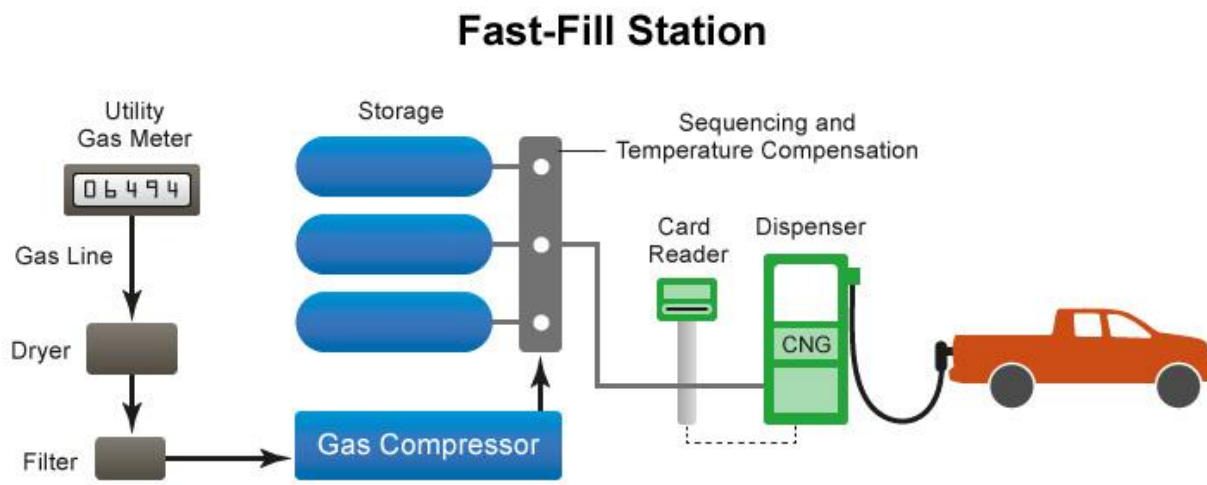 Fast-Fill Station
Utility
Gas Meter
06494
Gas Line
Dryer
Filter
Storage
Gas Compressor
Sequencing and
Temperature Compensation
Card
Reader
Dispenser
CNG